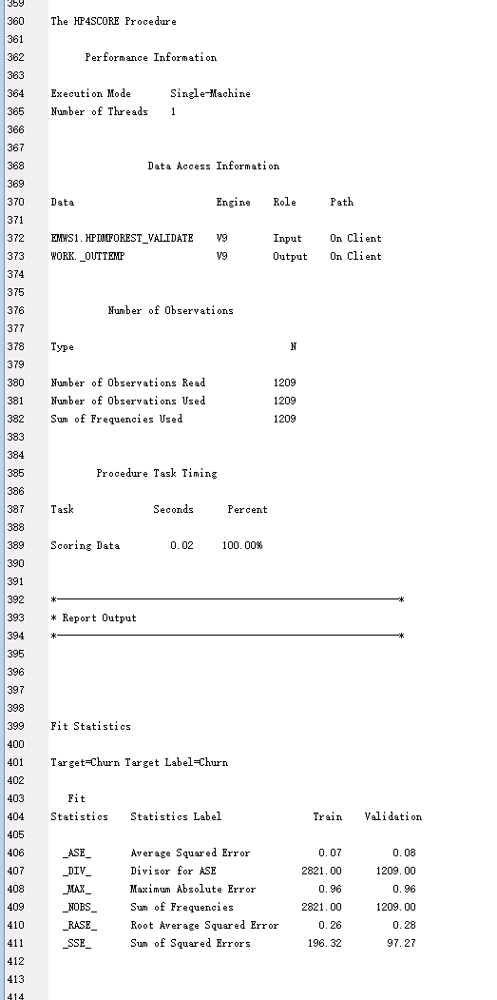 359
360 The HP4SCORE Procedure
361
362 Performance Information
363
364 Execution Mode Single-Machine
365 Number of Threads 1
366
367
368 Data Access Information
369
370 Data Engine Role Path
371
372 EMWS1.HPDMFOREST_VALIDATE V9 Input On Client
373 WORK._OUTTEMP V9 Output On Client
374
375
376 Number of Observations
377
378 Type N
379
380 Number of Observations Read 1209
381 Number of Observations Used 1209
382 Sum of Frequencies Used 1209
383
384
385 Procedure Task Timing
386
387 Task Seconds Percent
388
389 Scoring Data 0.02 100.00%
390
391
392 *------------------------------------------------------------*
393 * Report Output
394 *------------------------------------------------------------*
395
396
397
398
399 Fit Statistics
400
401 Target=Churn Target Label=Churn
402
403 Fit
404 Statistics Statistics Label Train Validation
405
406 _ASE_ Average Squared Error 0.07 0.08
407 _DIV_ Divisor for ASE 2821.00 1209.00
408 _MAX_ Maximum Absolute Error 0.96 0.96
409 _NOBS_ Sum of Frequencies 2821.00 1209.00
410 _RASE_ Root Average Squared Error 0.26 0.28
411 _SSE_ Sum of Squared Errors 196.32 97.27
412
413
414